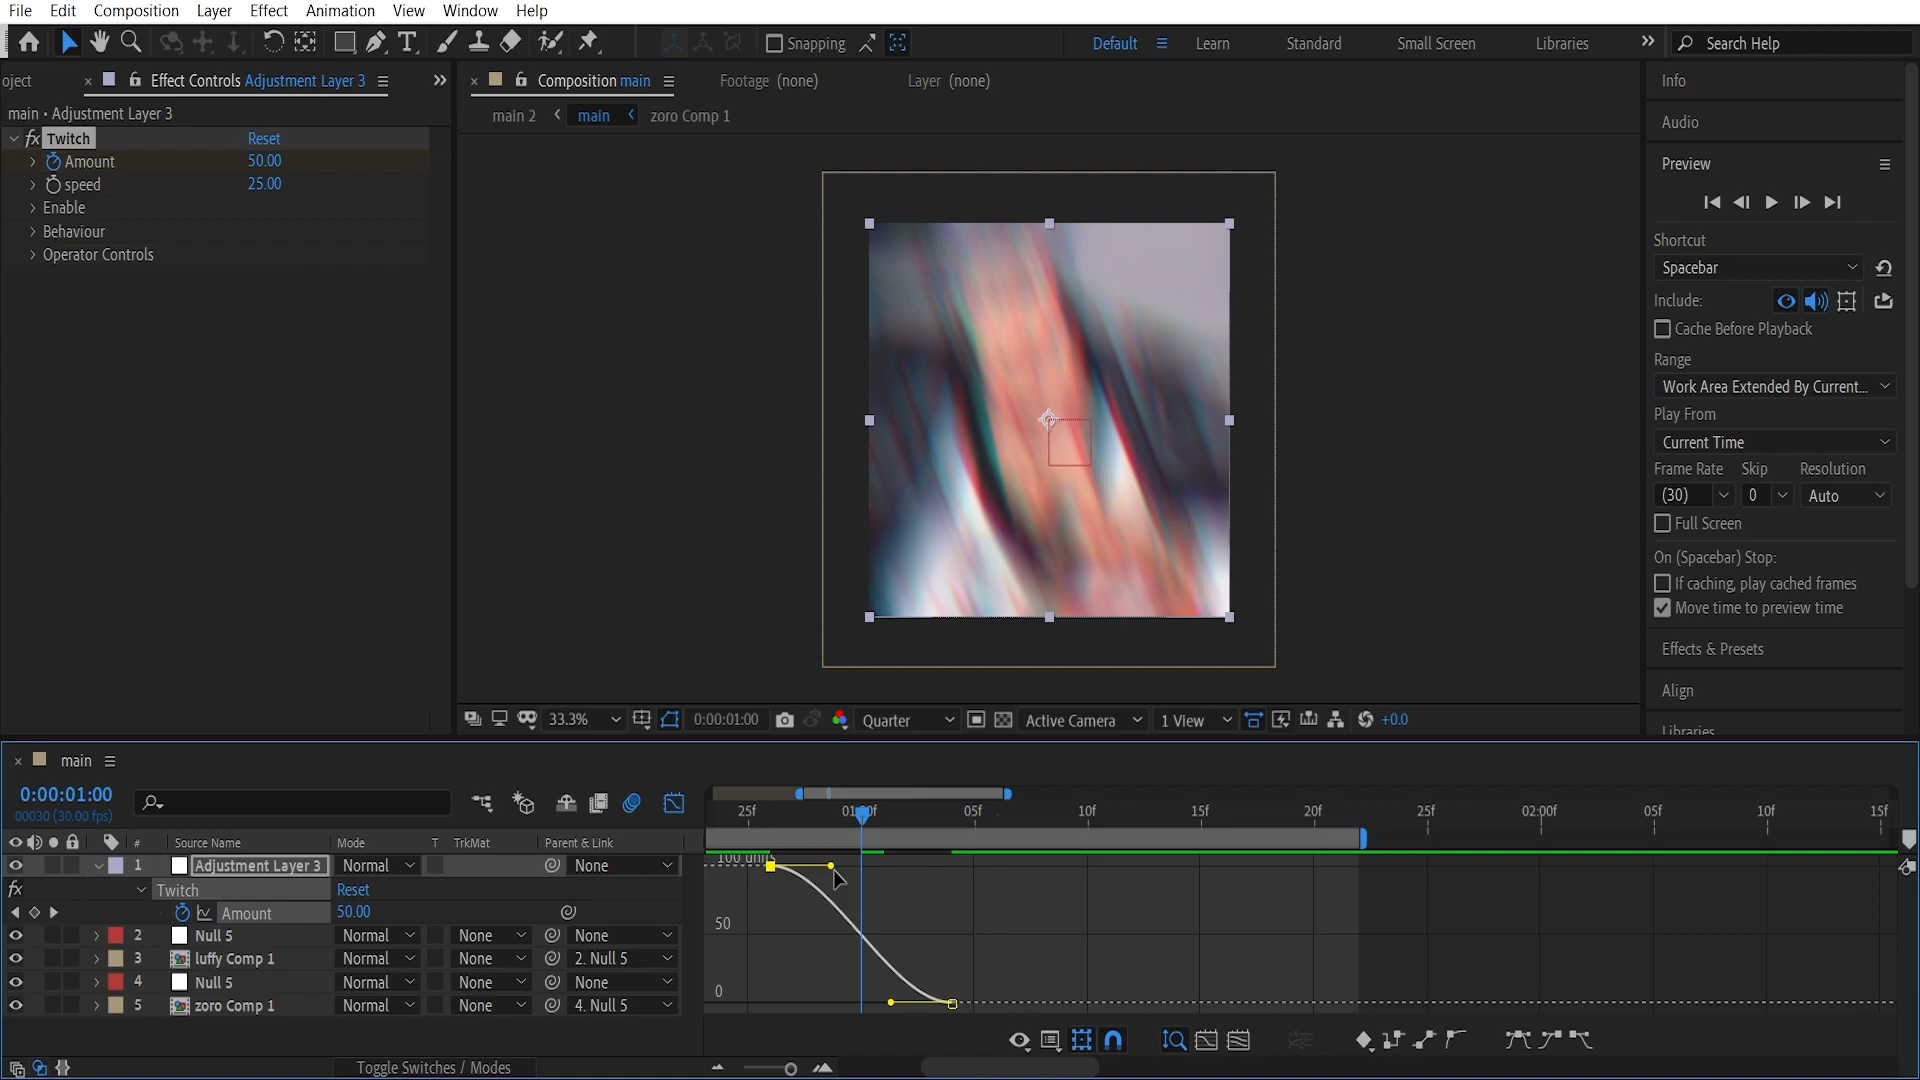 File Edit Composition Layer Effect Animation View Window Help
Snapping Default Learn Standard Small Screen Libraries Search Help
oject Effect Controls Adjustment Layer 3
main • Adjustment Layer 3
fx Twitch Reset
Amount 50.00
speed 25.00
Enable
Behaviour
Operator Controls
Composition main Footage (none) Layer (none)
main 2 main zoro Comp 1
33.3% 0:00:01:00 Quarter Active Camera 1 View +0.0
Info
Audio
Preview
Shortcut
Spacebar
Include:
Cache Before Playback
Range
Work Area Extended By Current...
Play From
Current Time
Frame Rate Skip Resolution
(30) 0 Auto
Full Screen
On (Spacebar) Stop:
If caching, play cached frames
Move time to preview time
Effects & Presets
Align
Libraries
main
0:00:01:00
00030 (30.00 fps)
25f 01:00f 05f 10f 15f 20f 25f 02:00f 05f 10f 15f
# Source Name Mode T TrkMat Parent & Link
1 Adjustment Layer 3 Normal None
fx Twitch Reset
Amount 50.00
2 Null 5 Normal None None
3 luffy Comp 1 Normal None 2. Null 5
4 Null 5 Normal None None
5 zoro Comp 1 Normal None 4. Null 5
100 units
50
0
Toggle Switches / Modes